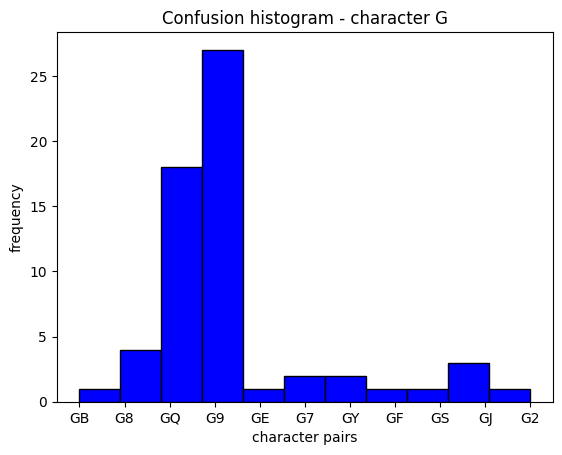 Confusion histogram - character G
frequency
25
20
15
10
5
0
GB G8 GQ G9 GE G7 GY GF GS GJ G2
character pairs